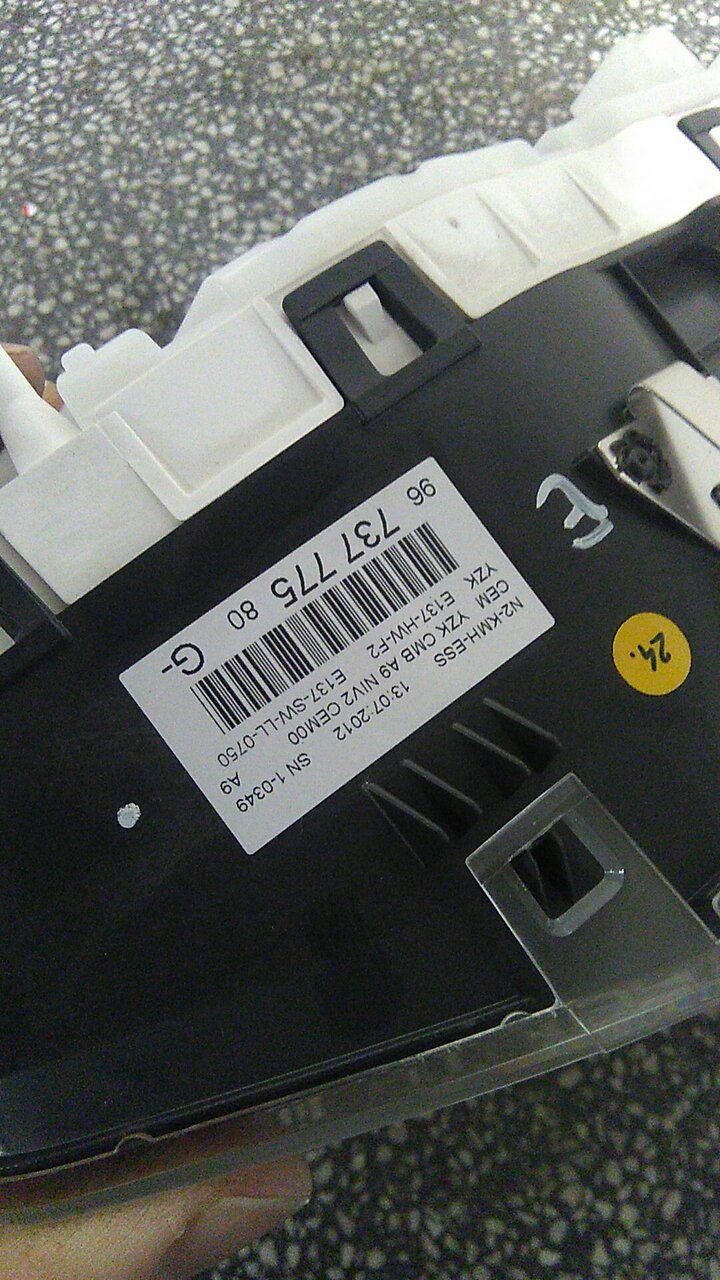 96 737 775 80 G-
YZK E137-HW-F2 E137-SW-LL-0750
CEM YZK CMB A9 NIV2 CEM00 A9
N2-KMH-ESS 13:07:2012 SN 1-0349
E
24.